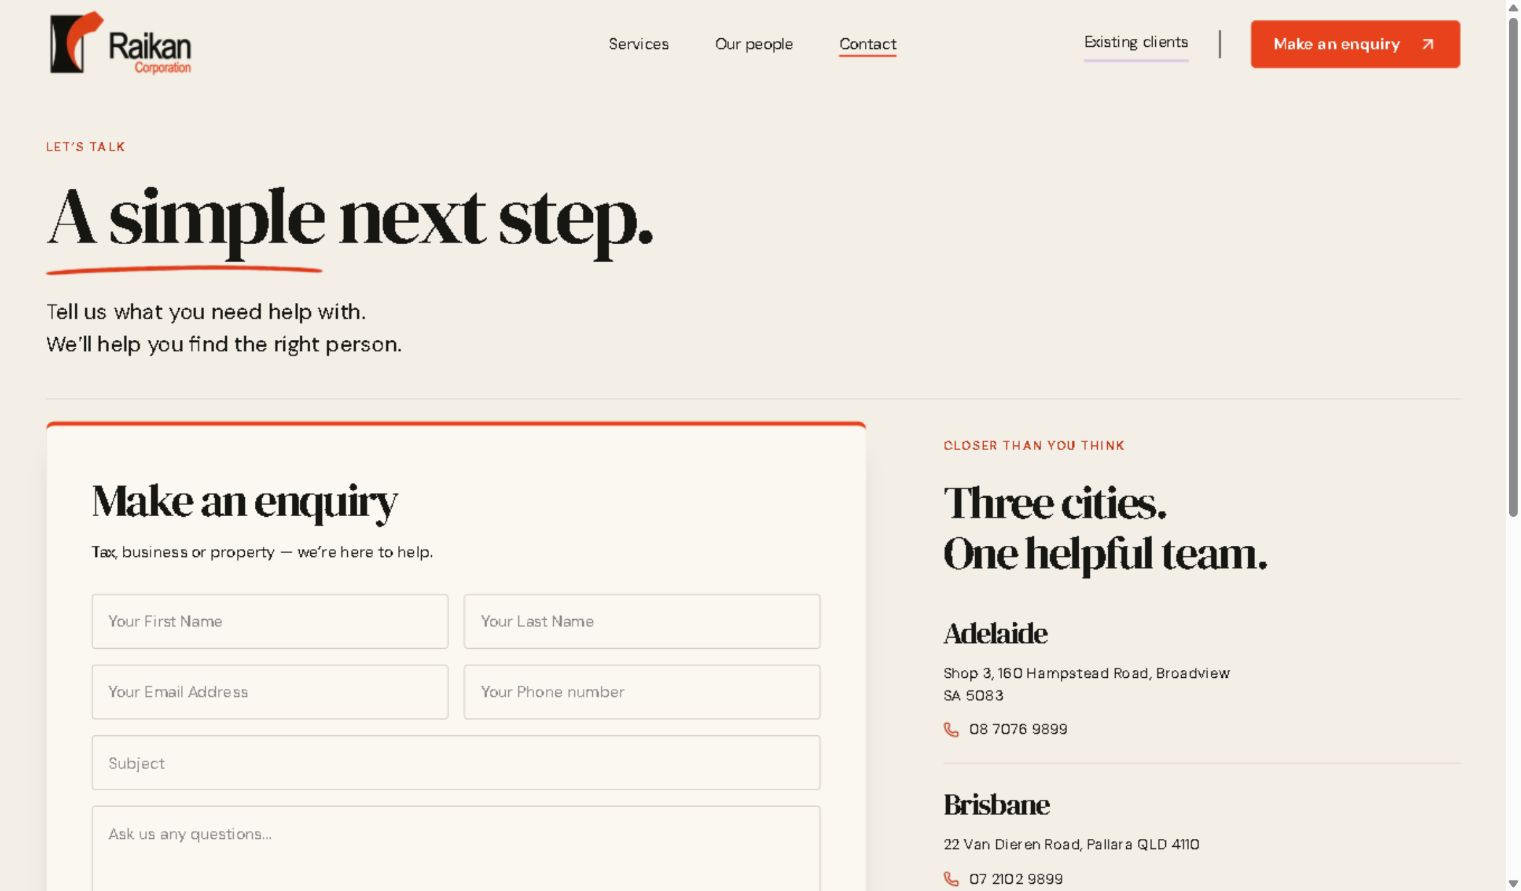 Raikan
Corporation
Services
Our people
Contact
Existing clients
Make an enquiry
LET'S TALK
A simple next step.
Tell us what you need help with.
We'll help you find the right person.
Make an enquiry
Tax, business or property — we're here to help.
Your First Name
Your Last Name
Your Email Address
Your Phone number
Subject
Ask us any questions...
CLOSER THAN YOU THINK
Three cities.
One helpful team.
Adelaide
Shop 3, 160 Hampstead Road, Broadview
SA 5083
08 7076 9899
Brisbane
22 Van Dieren Road, Pallara QLD 4110
07 2102 9899